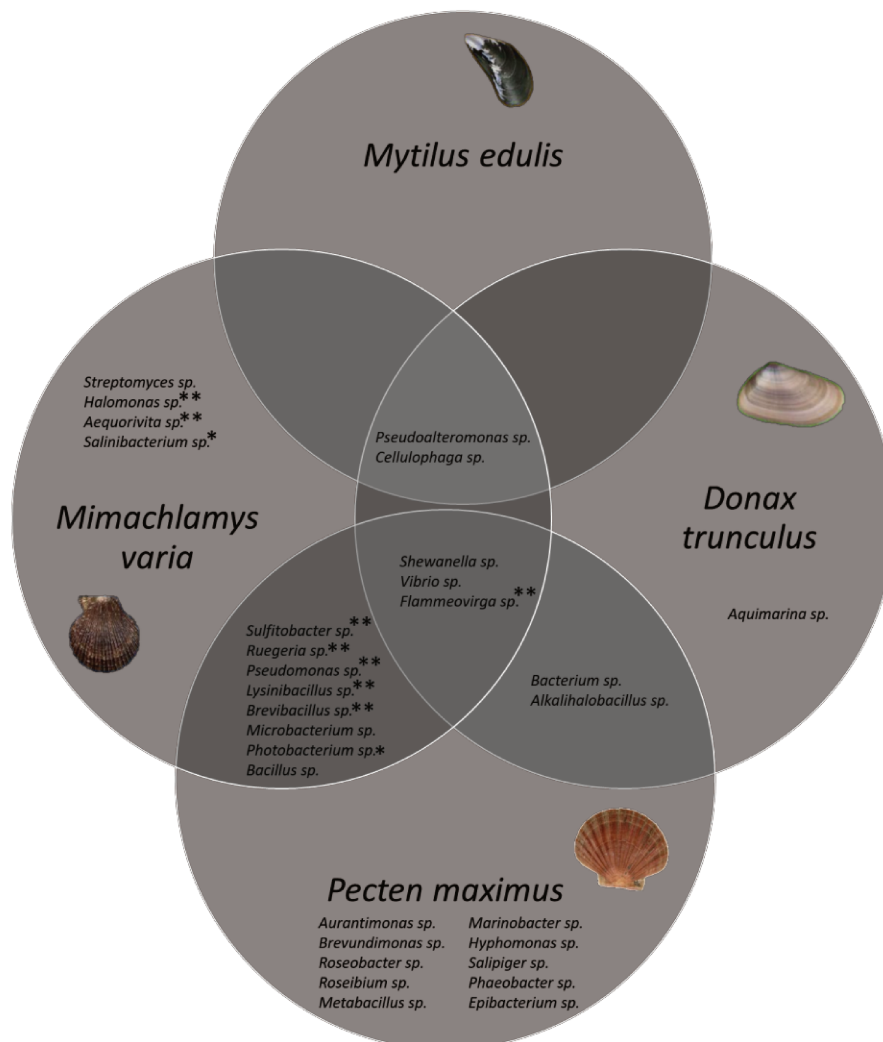 Mytilus edulis
Streptomyces sp.
Halomonas sp.**
Aequorivita sp.**
Salinibacterium sp.*
Pseudoalteromonas sp.
Cellulophaga sp.
Mimachlamys
varia
Donax
trunculus
Shewanella sp.
Vibrio sp.
Flammeovirga sp.**
Aquimarina sp.
Sulfitobacter sp.**
Ruegeria sp.**
Pseudomonas sp.**
Lysinibacillus sp.**
Brevibacillus sp.**
Microbacterium sp.
Photobacterium sp.*
Bacillus sp.
Bacterium sp.
Alkalihalobacillus sp.
Pecten maximus
Aurantimonas sp.
Brevundimonas sp.
Roseobacter sp.
Roseibium sp.
Metabacillus sp.
Marinobacter sp.
Hyphomonas sp.
Salipiger sp.
Phaeobacter sp.
Epibacterium sp.